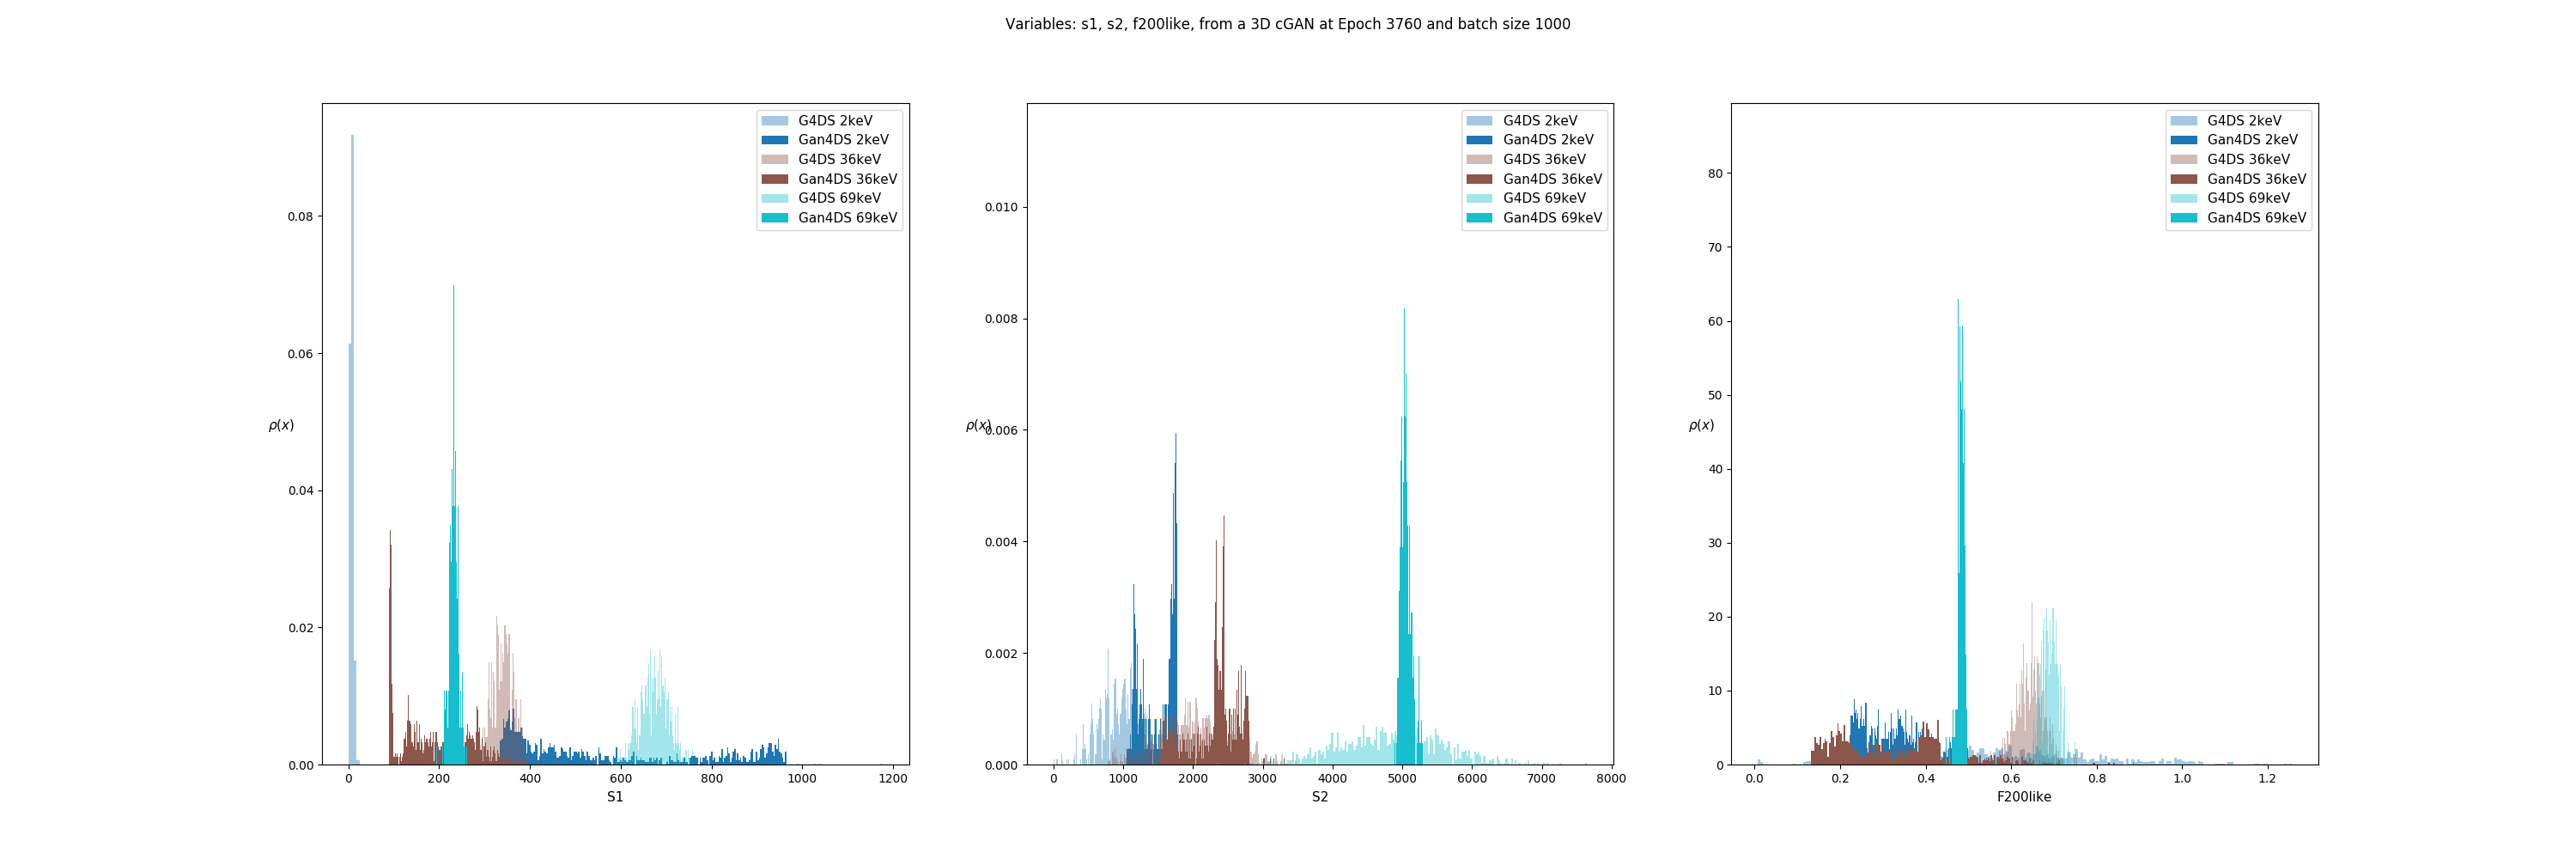 Variables: s1, s2, f200like, from a 3D cGAN at Epoch 3760 and batch size 1000
G4DS 2keV
Gan4DS 2keV
G4DS 36keV
Gan4DS 36keV
G4DS 69keV
Gan4DS 69keV
0.08
0.06
0.04
0.02
0.00
ρ(x)
0 200 400 600 800 1000 1200
S1
G4DS 2keV
Gan4DS 2keV
G4DS 36keV
Gan4DS 36keV
G4DS 69keV
Gan4DS 69keV
0.010
0.008
0.006
0.004
0.002
0.000
ρ(x)
0 1000 2000 3000 4000 5000 6000 7000 8000
S2
G4DS 2keV
Gan4DS 2keV
G4DS 36keV
Gan4DS 36keV
G4DS 69keV
Gan4DS 69keV
80
70
60
50
40
30
20
10
0
ρ(x)
0.0 0.2 0.4 0.6 0.8 1.0 1.2
F200like